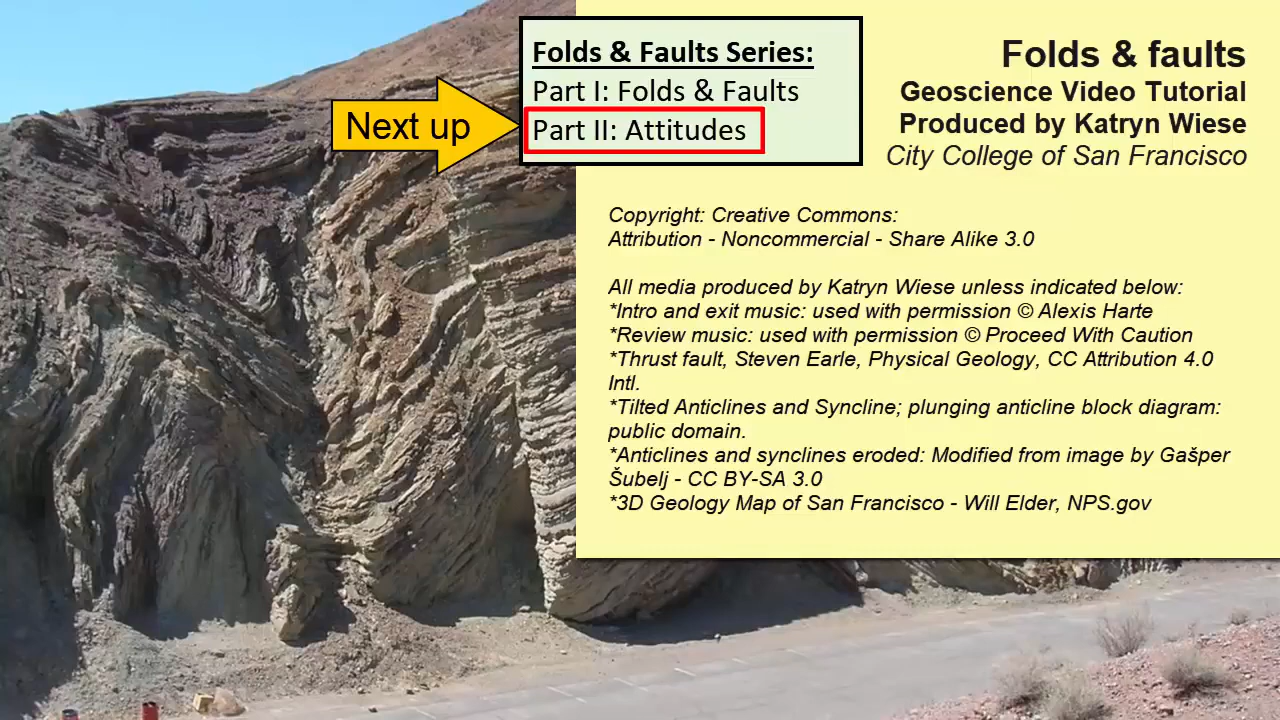 Folds & Faults Series:
Part I: Folds & Faults
Next up
Part II: Attitudes
Folds & faults
Geoscience Video Tutorial
Produced by Katryn Wiese
City College of San Francisco
Copyright: Creative Commons:
Attribution - Noncommercial - Share Alike 3.0
All media produced by Katryn Wiese unless indicated below:
*Intro and exit music: used with permission © Alexis Harte
*Review music: used with permission © Proceed With Caution
*Thrust fault, Steven Earle, Physical Geology, CC Attribution 4.0
Intl.
*Tilted Anticlines and Syncline; plunging anticline block diagram:
public domain.
*Anticlines and synclines eroded: Modified from image by Gašper
Šubelj - CC BY-SA 3.0
*3D Geology Map of San Francisco - Will Elder, NPS.gov